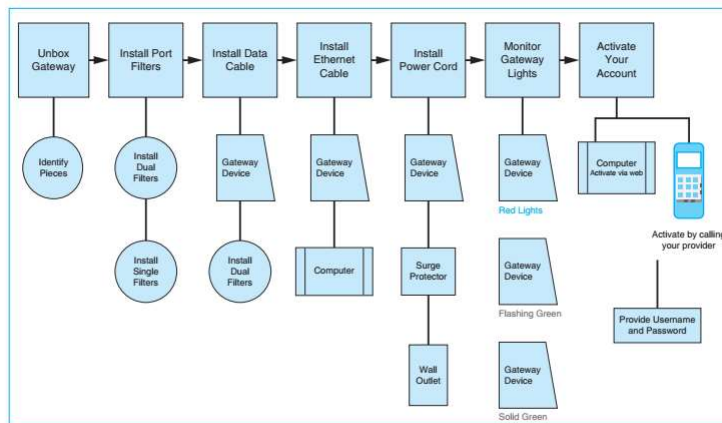 Unbox
Gateway
Install Port
Filters
Install Data
Cable
Install
Ethernet
Cable
Install
Power Cord
Monitor
Gateway
Lights
Activate
Your
Account
Identify
Pieces
Install
Dual
Filters
Gateway
Device
Gateway
Device
Gateway
Device
Gateway
Device
Red Lights
Computer
Activate via web
Activate by calling
your provider
Install
Single
Filters
Install
Dual
Filters
Computer
Surge
Protector
Gateway
Device
Flashing Green
Provide Username
and Password
Wall
Outlet
Gateway
Device
Solid Green